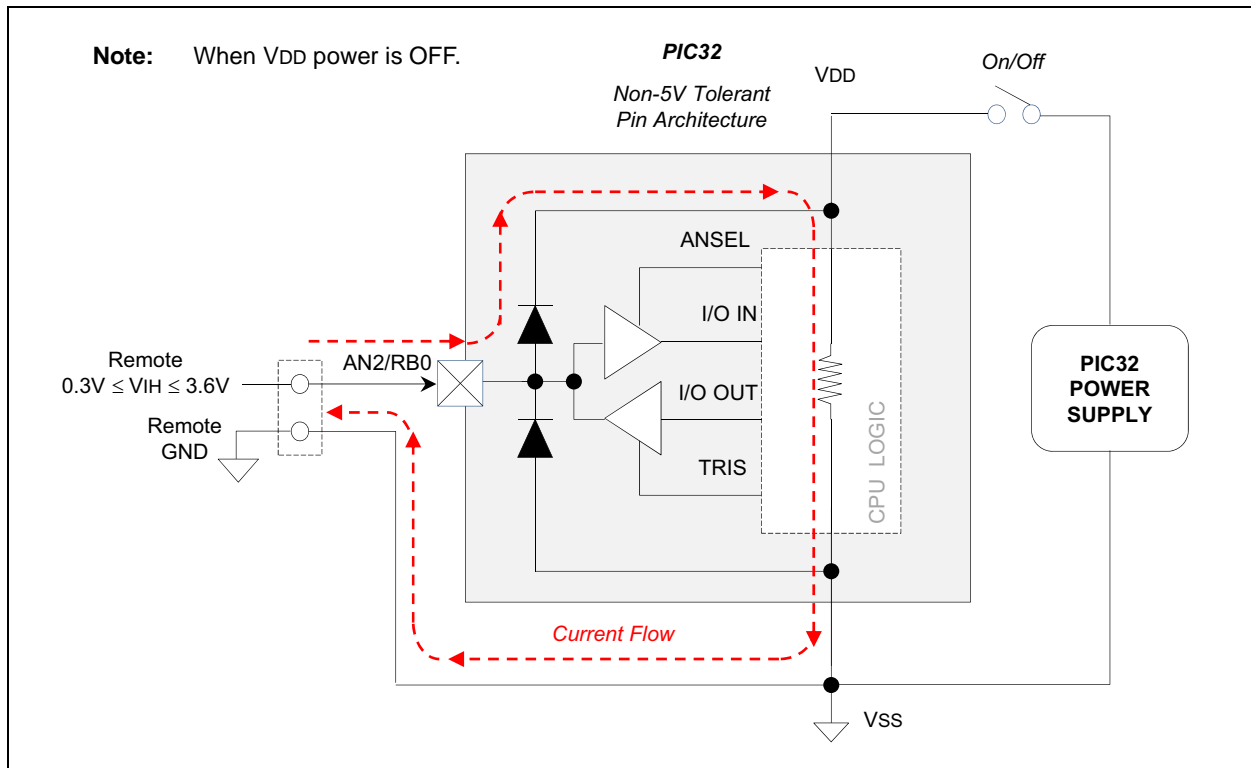 Note: When VDD power is OFF.
PIC32
Non-5V Tolerant
Pin Architecture
VDD
On/Off
ANSEL
I/O IN
I/O OUT
TRIS
CPU LOGIC
Remote
0.3V ≤ VIH ≤ 3.6V
AN2/RB0
Remote
GND
PIC32
POWER
SUPPLY
Current Flow
VSS